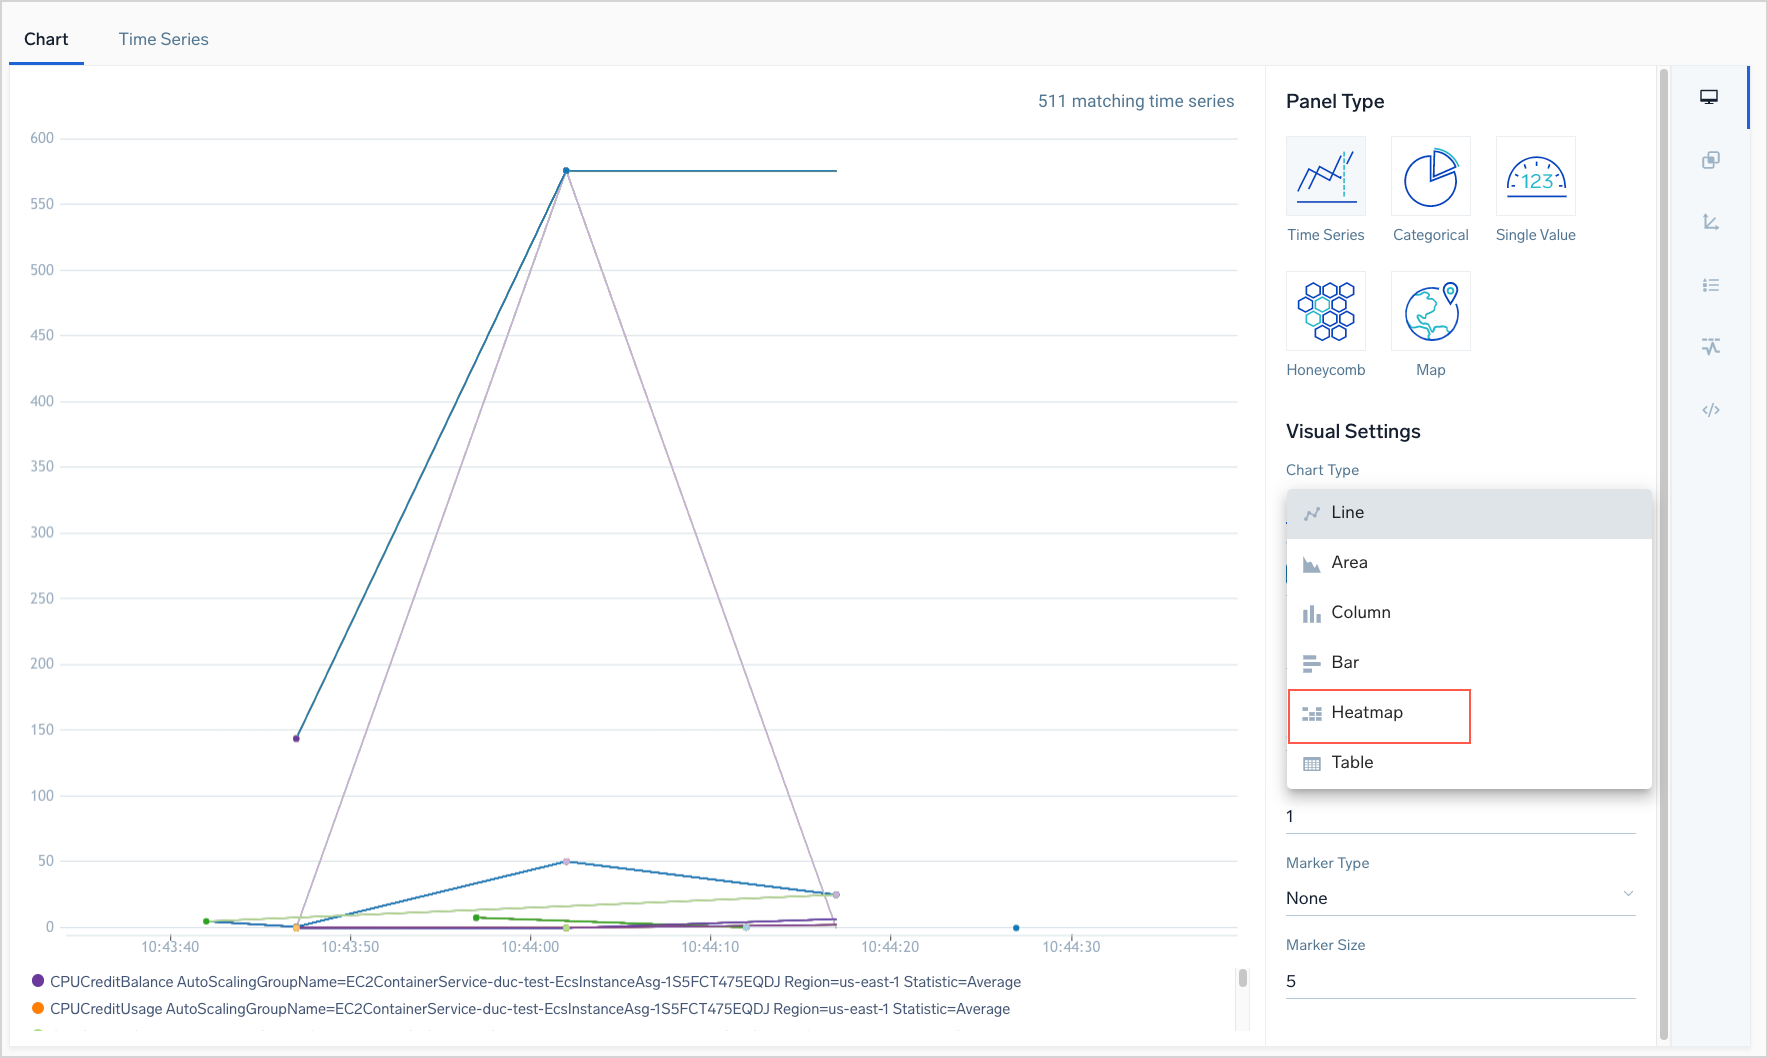 Chart
Time Series
511 matching time series
600
550
500
450
400
350
300
250
200
150
100
50
0
10:43:40
10:43:50
10:44:00
10:44:10
10:44:20
10:44:30
CPUCreditBalance AutoScalingGroupName=EC2ContainerService-duc-test-EcsInstanceAsg-1S5FCT475EQDJ Region=us-east-1 Statistic=Average
CPUCreditUsage AutoScalingGroupName=EC2ContainerService-duc-test-EcsInstanceAsg-1S5FCT475EQDJ Region=us-east-1 Statistic=Average
Panel Type
123
Time Series
Categorical
Single Value
Honeycomb
Map
Visual Settings
Chart Type
Line
Area
Column
Bar
Heatmap
Table
1
Marker Type
None
Marker Size
5